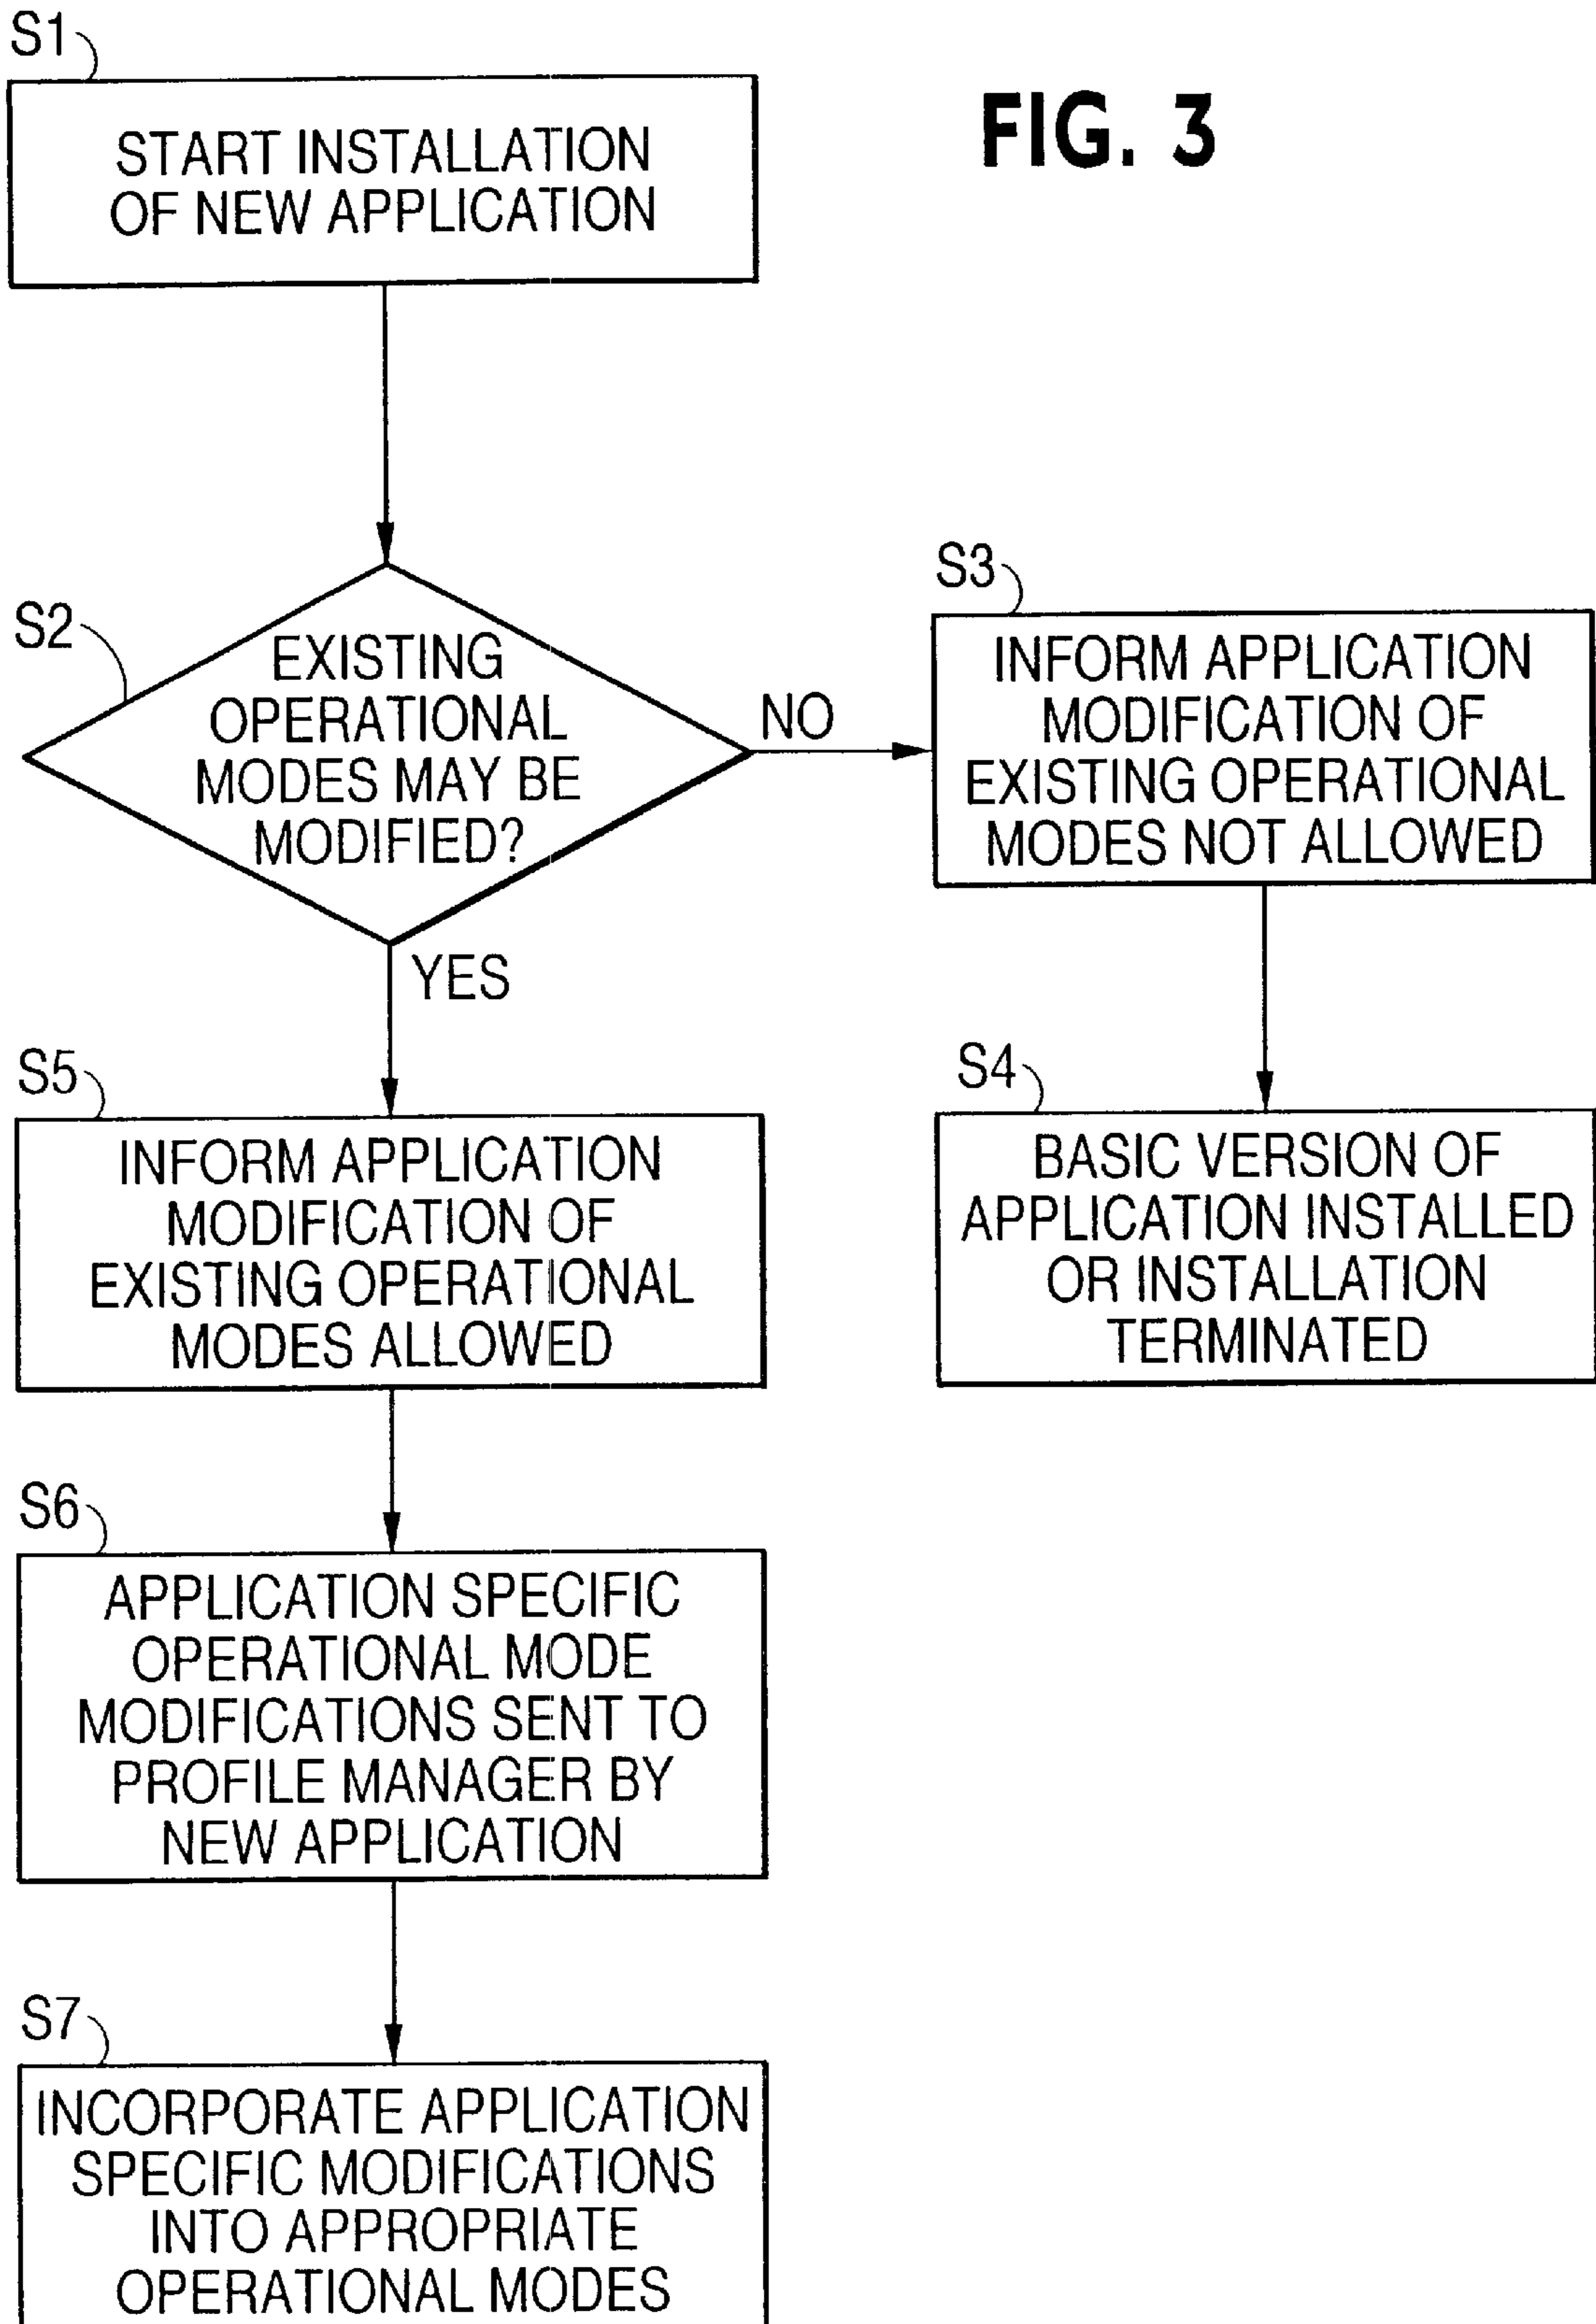 S1
START INSTALLATION
OF NEW APPLICATION
FIG. 3
S2
EXISTING
OPERATIONAL
MODES MAY BE
MODIFIED?
NO
YES
S3
INFORM APPLICATION
MODIFICATION OF
EXISTING OPERATIONAL
MODES NOT ALLOWED
S4
BASIC VERSION OF
APPLICATION INSTALLED
OR INSTALLATION
TERMINATED
S5
INFORM APPLICATION
MODIFICATION OF
EXISTING OPERATIONAL
MODES ALLOWED
S6
APPLICATION SPECIFIC
OPERATIONAL MODE
MODIFICATIONS SENT TO
PROFILE MANAGER BY
NEW APPLICATION
S7
INCORPORATE APPLICATION
SPECIFIC MODIFICATIONS
INTO APPROPRIATE
OPERATIONAL MODES